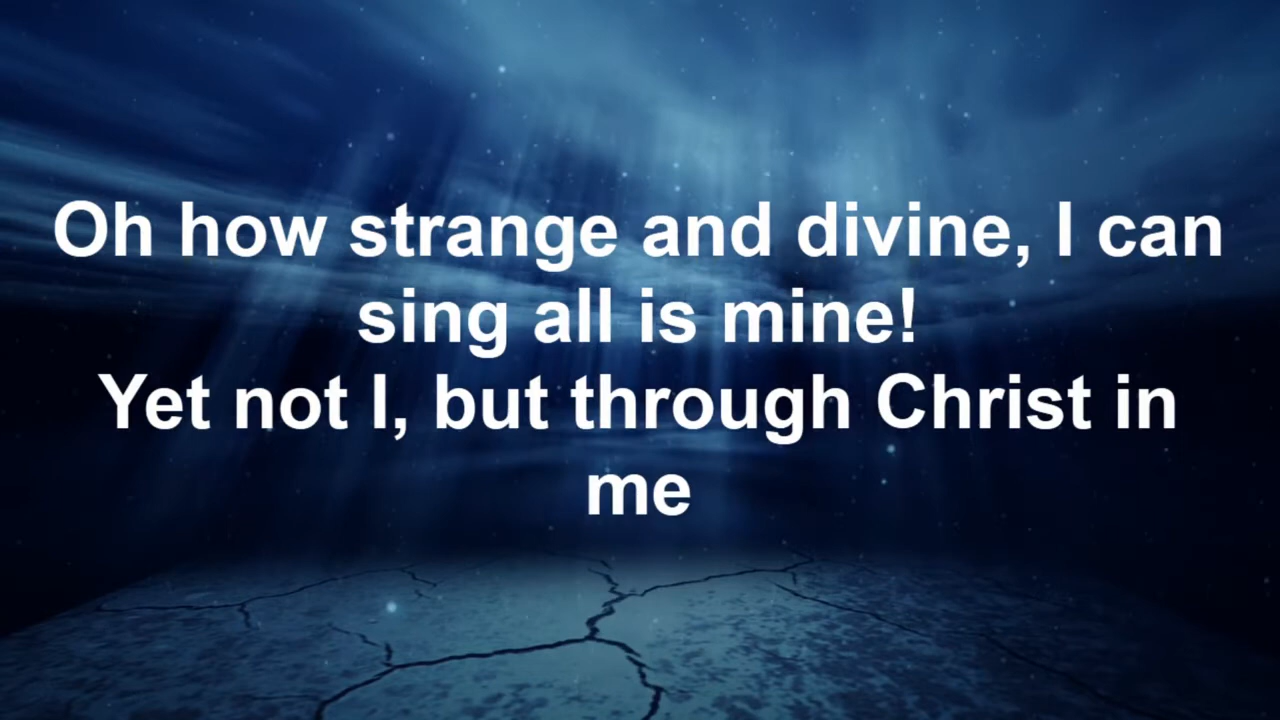 Oh how strange and divine, I can
sing all is mine!
Yet not I, but through Christ in
me